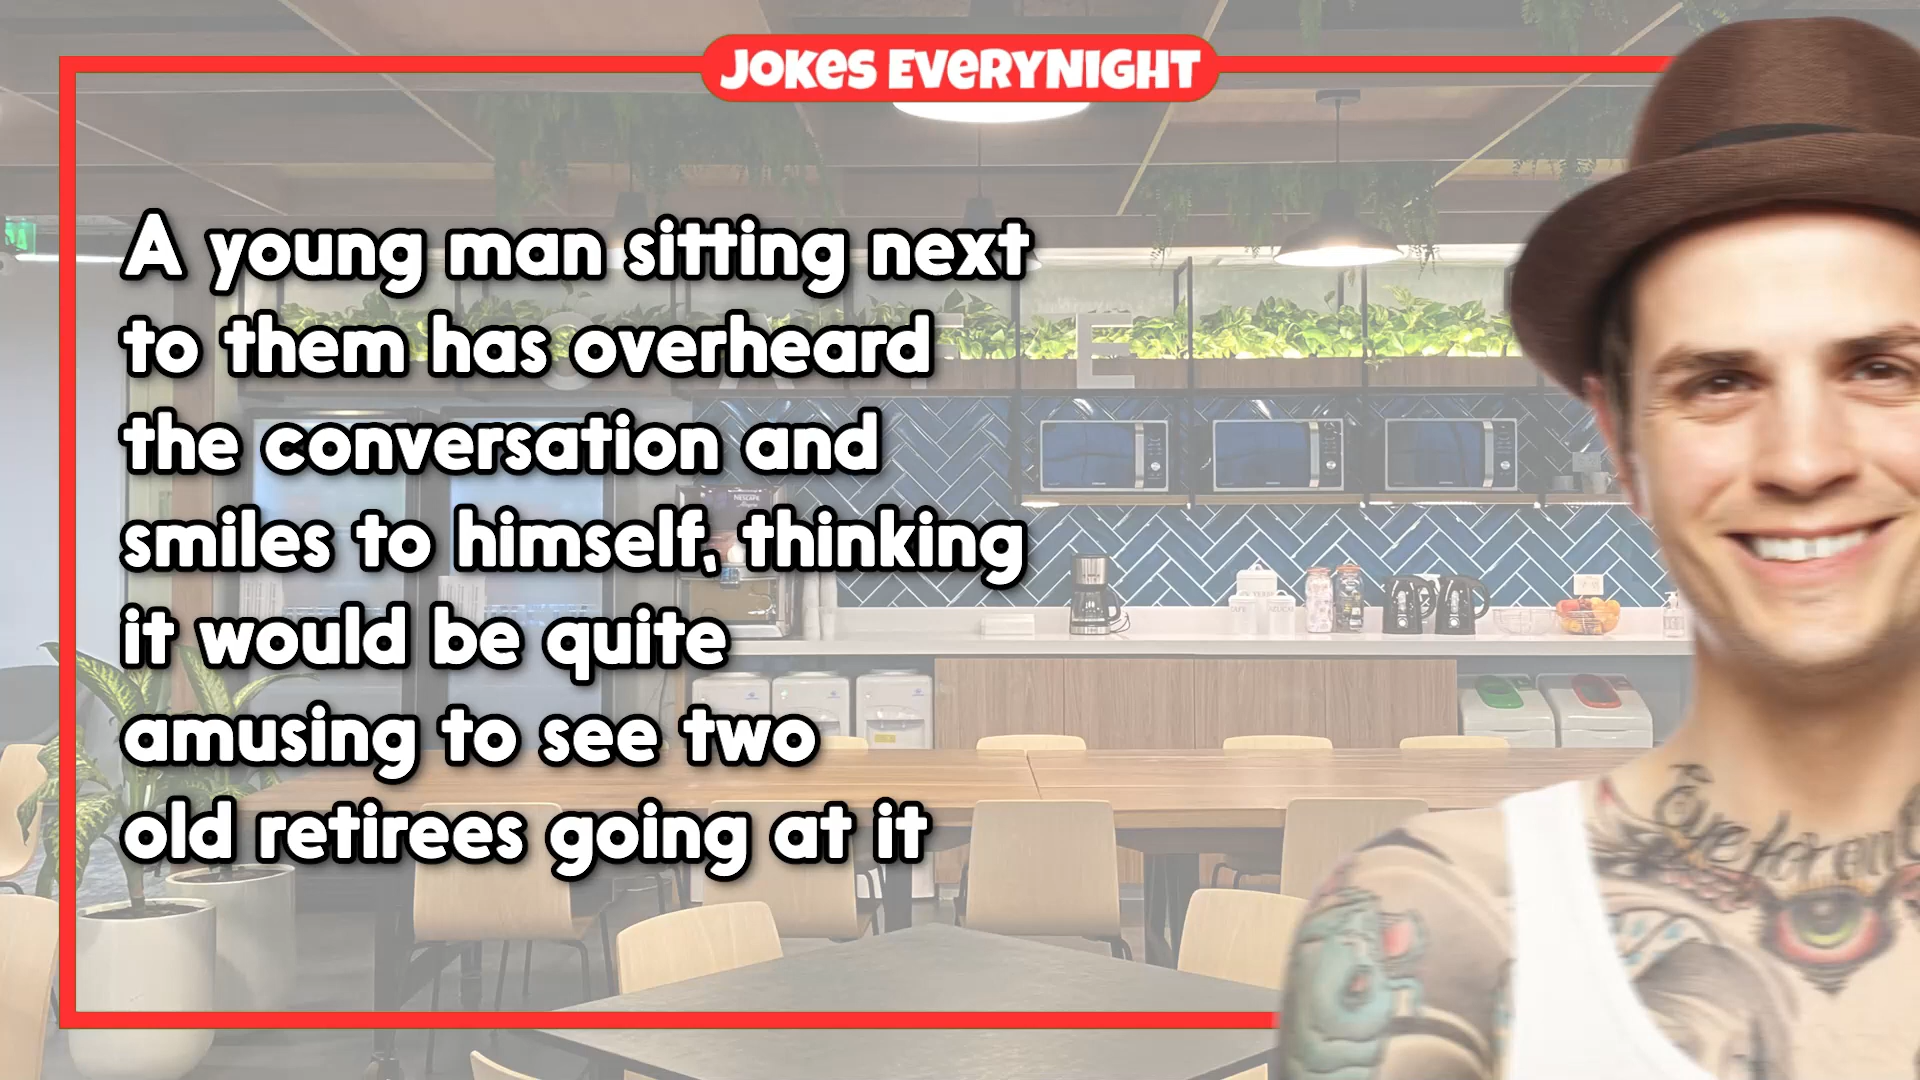 JOKES EVERYNIGHT
A young man sitting next
to them has overheard
the conversation and
smiles to himself, thinking
it would be quite
amusing to see two
old retirees going at it
NESCAFÉ